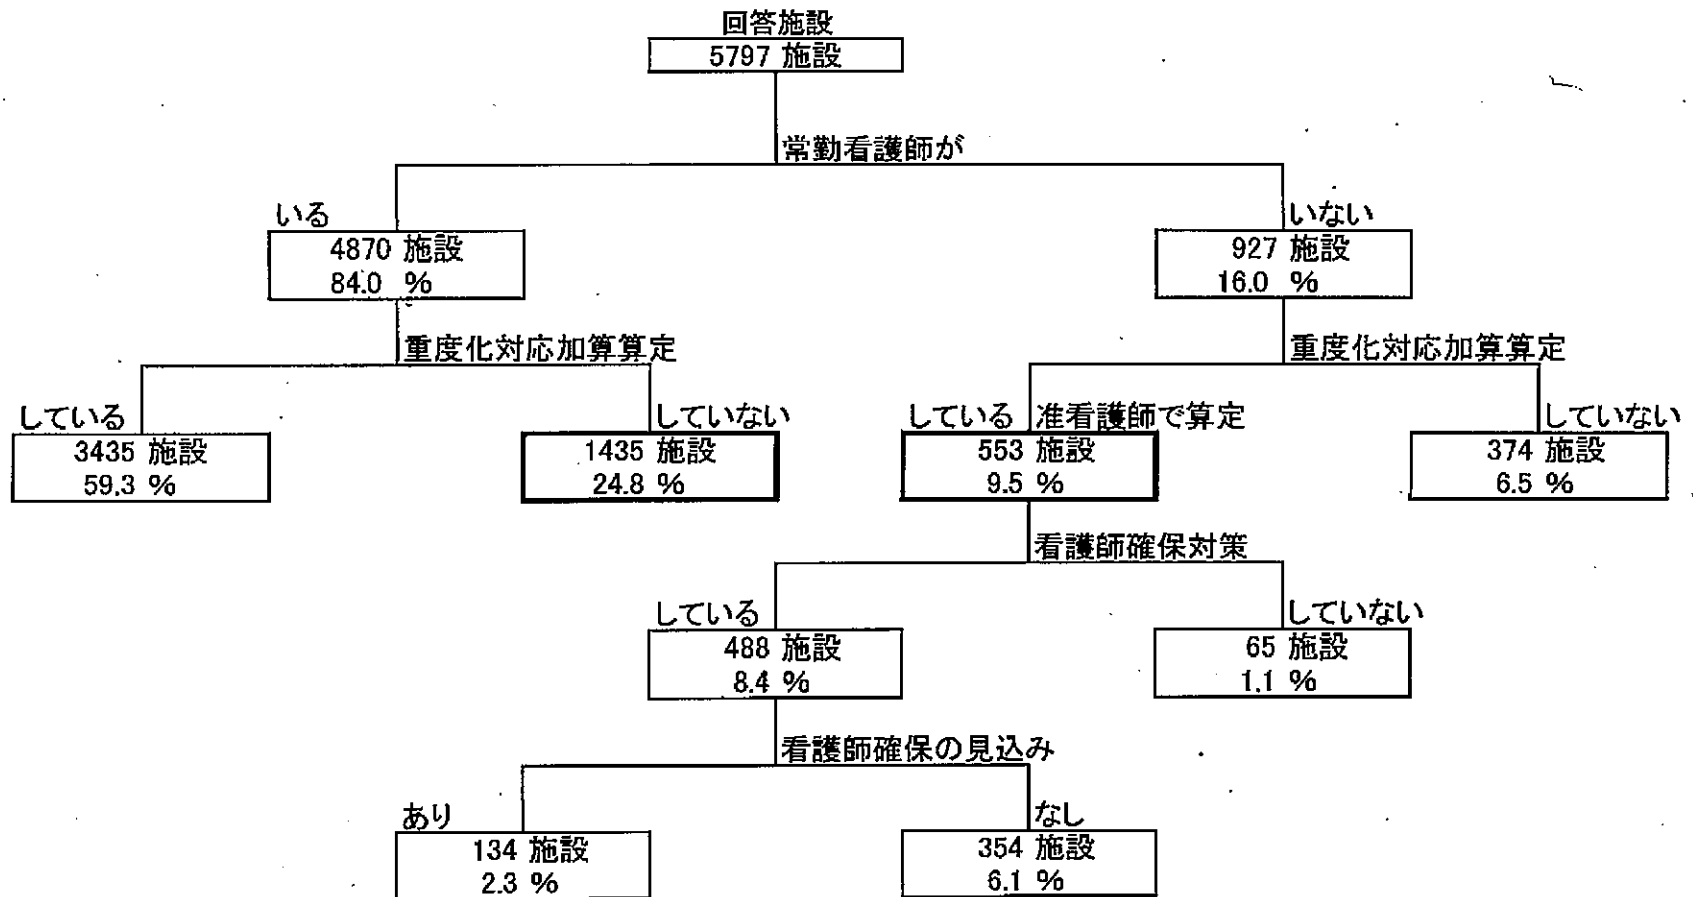 回答施設
5797 施設
常勤看護師が
いる
4870 施設
84.0 %
いない
927 施設
16.0 %
重度化対応加算算定
重度化対応加算算定
している
3435 施設
59.3 %
していない
1435 施設
24.8 %
している 准看護師で算定
553 施設
9.5 %
していない
374 施設
6.5 %
看護師確保対策
している
488 施設
8.4 %
していない
65 施設
1.1 %
看護師確保の見込み
あり
134 施設
2.3 %
なし
354 施設
6.1 %